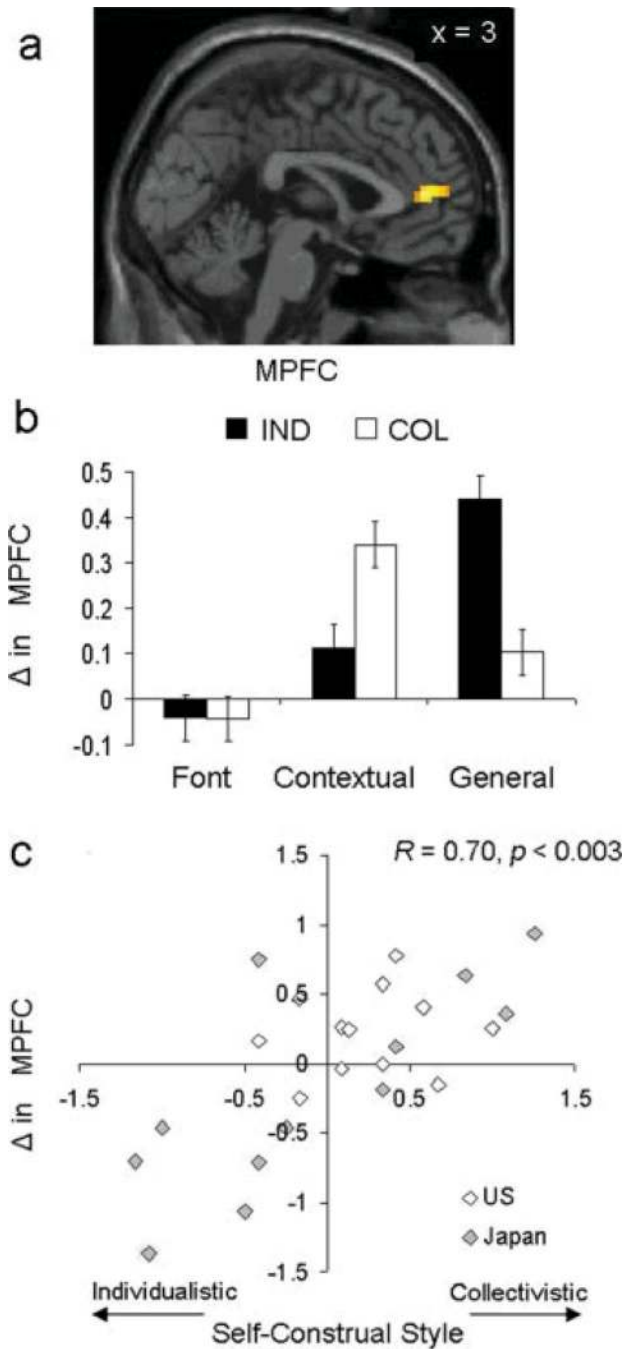 a
x = 3
MPFC
b
IND COL
0.5
0.4
0.3
0.2
0.1
0
-0.1
Δ in MPFC
Font Contextual General
c
R = 0.70, p < 0.003
1.5
1
0.5
0
-1.5 -0.5 0.5 1.5
-0.5
-1
-1.5
Δ in MPFC
US
Japan
Individualistic Collectivistic
Self-Construal Style